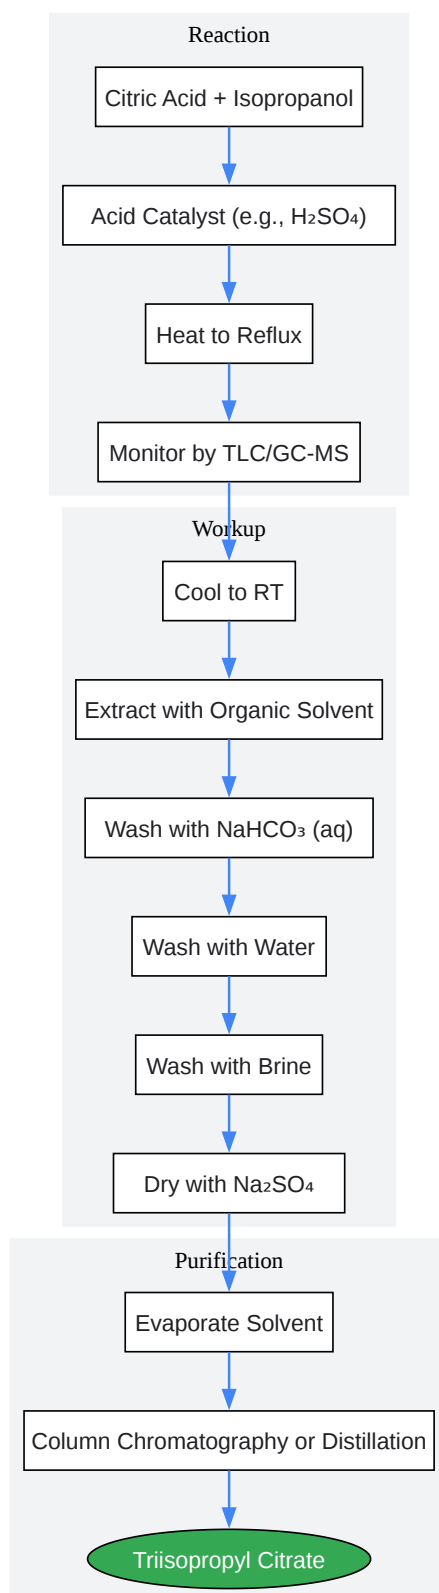 Reaction
Citric Acid + Isopropanol
Acid Catalyst (e.g., H₂SO₄)
Heat to Reflux
Monitor by TLC/GC-MS
Workup
Cool to RT
Extract with Organic Solvent
Wash with NaHCO₃ (aq)
Wash with Water
Wash with Brine
Dry with Na₂SO₄
Purification
Evaporate Solvent
Column Chromatography or Distillation
Triisopropyl Citrate